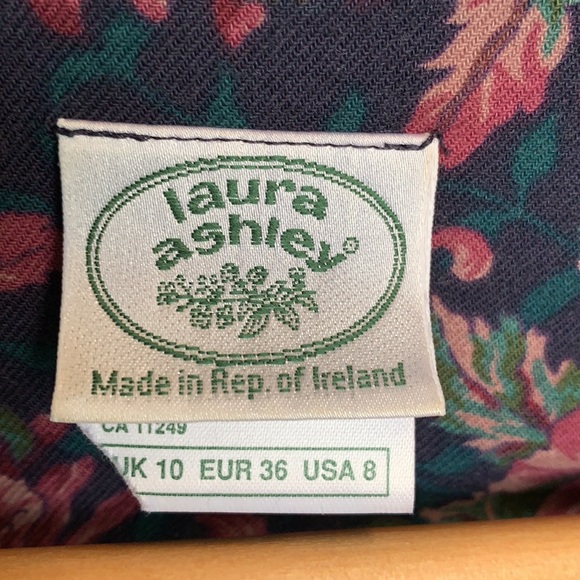 laura
ashley®
Made in Rep. of Ireland
CA 11249
UK 10 EUR 36 USA 8